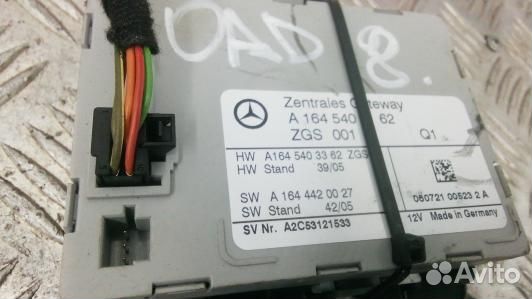 OAD 8.
Zentrales Gateway
A 164 540 62
ZGS 001 Q1
HW A164 540 33 62 ZGS
HW Stand 39/05
SW A 164 442 00 27
SW Stand 42/05
SV Nr. A2C53121533
060721 00523 2 A
12V Made in Germany
Avito